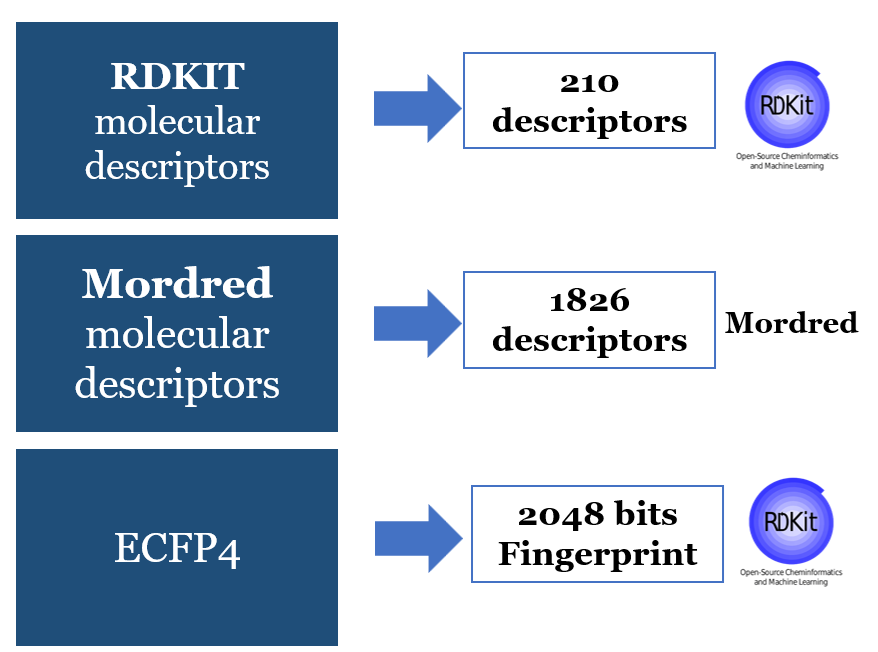 RDKIT
molecular
descriptors
210
descriptors
RDKit
Open-Source Cheminformatics
and Machine Learning
Mordred
molecular
descriptors
1826
descriptors
Mordred
ECFP4
2048 bits
Fingerprint
RDKit
Open-Source Cheminformatics
and Machine Learning